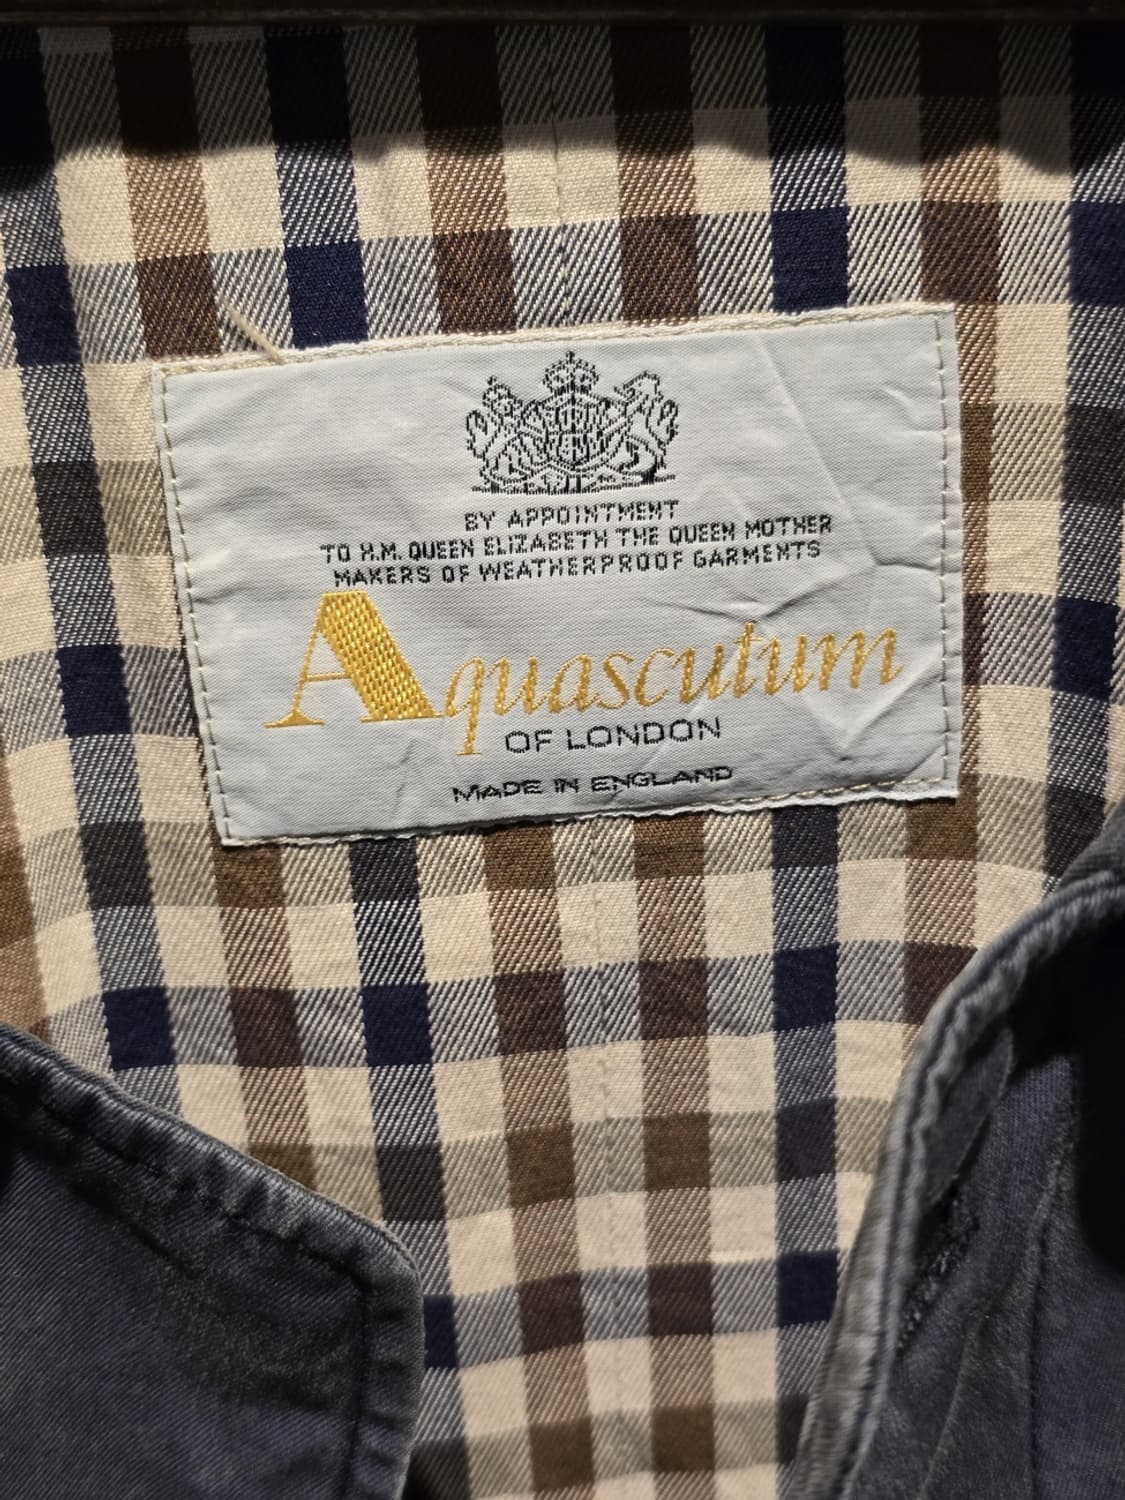 BY APPOINTMENT
TO H.M. QUEEN ELIZABETH THE QUEEN MOTHER
MAKERS OF WEATHERPROOF GARMENTS
Aquascutum
OF LONDON
MADE IN ENGLAND